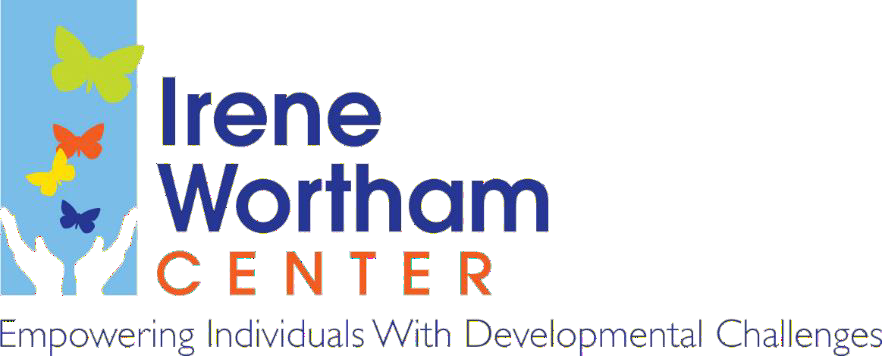 Irene
Wortham
CENTER
Empowering Individuals With Developmental Challenges